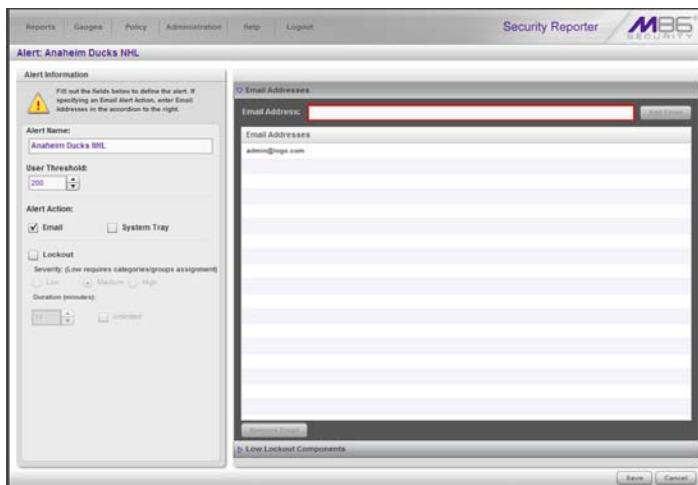 Reports Gauges Policy Administration Help Logout
Security Reporter
M86 SECURITY
Alert: Anaheim Ducks NHL
Alert Information
Fill out the fields below to define the alert. If
specifying an Email Alert Action, enter Email
Addresses in the accordion to the right.
Alert Name:
Anaheim Ducks NHL
User Threshold:
200
Alert Action:
Email System Tray
Lockout
Severity: (Low requires categories/groups assignment)
Low Medium High
Duration (minutes):
Unlimited
Email Addresses
Email Address:
Add Email
Email Addresses
admin@logo.com
Remove Email
Low Lockout Components
Save Cancel